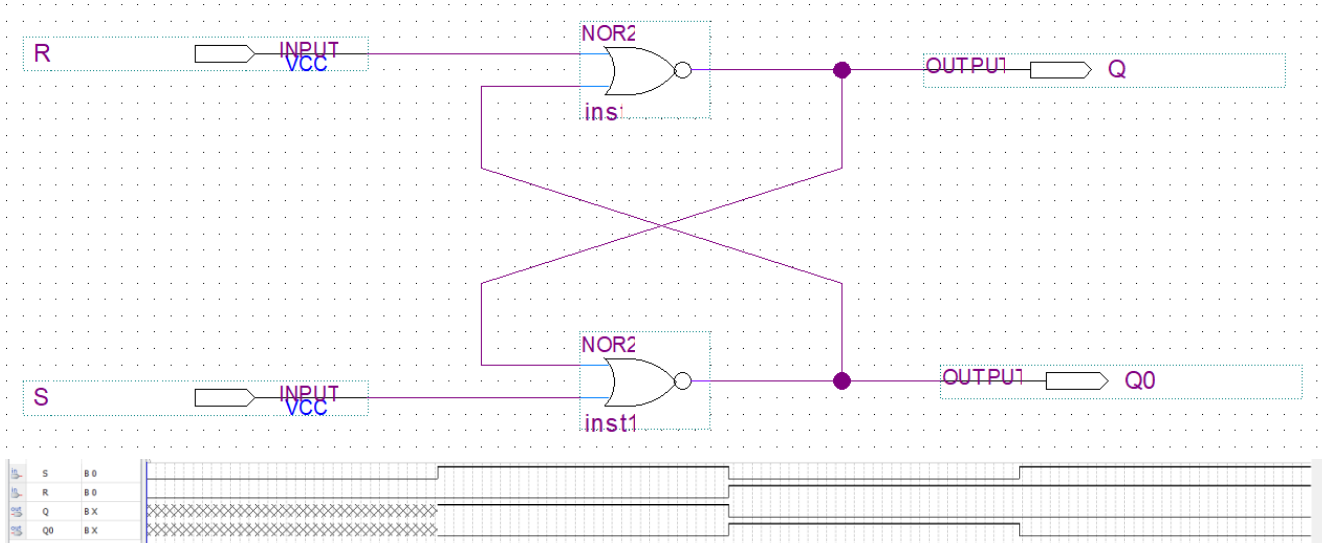 NOR2
R INPUT VCC OUTPUT Q
inst
NOR2
S INPUT VCC OUTPUT Q0
inst1
S B 0
R B 0
Q B X
Q0 B X